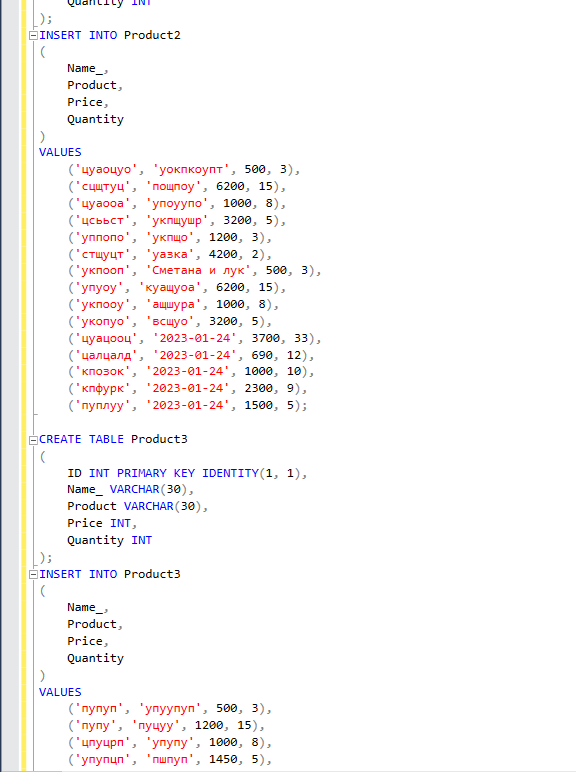 Quantity INT
);
INSERT INTO Product2
(
Name_,
Product,
Price,
Quantity
)
VALUES
('цуаоцуо', 'уокпкоупт', 500, 3),
('сцщтуц', 'пощпоу', 6200, 15),
('цуаооа', 'упоуупо', 1000, 8),
('цсььст', 'укпщушр', 3200, 5),
('уппопо', 'укпщо', 1200, 3),
('стщуцт', 'уазка', 4200, 2),
('укпооп', 'Сметана и лук', 500, 3),
('упуоу', 'куащуоа', 6200, 15),
('укпооу', 'ащшура', 1000, 8),
('укопуо', 'всщуо', 3200, 5),
('цуацооц', '2023-01-24', 3700, 33),
('цалцалд', '2023-01-24', 690, 12),
('кпозок', '2023-01-24', 1000, 10),
('кпфурк', '2023-01-24', 2300, 9),
('пуплуу', '2023-01-24', 1500, 5);
CREATE TABLE Product3
(
ID INT PRIMARY KEY IDENTITY(1, 1),
Name_ VARCHAR(30),
Product VARCHAR(30),
Price INT,
Quantity INT
);
INSERT INTO Product3
(
Name_,
Product,
Price,
Quantity
)
VALUES
('пупуп', 'упуупуп', 500, 3),
('пупу', 'пуцуу', 1200, 15),
('цпуцрп', 'упупу', 1000, 8),
('упупцп', 'пшпуп', 1450, 5),